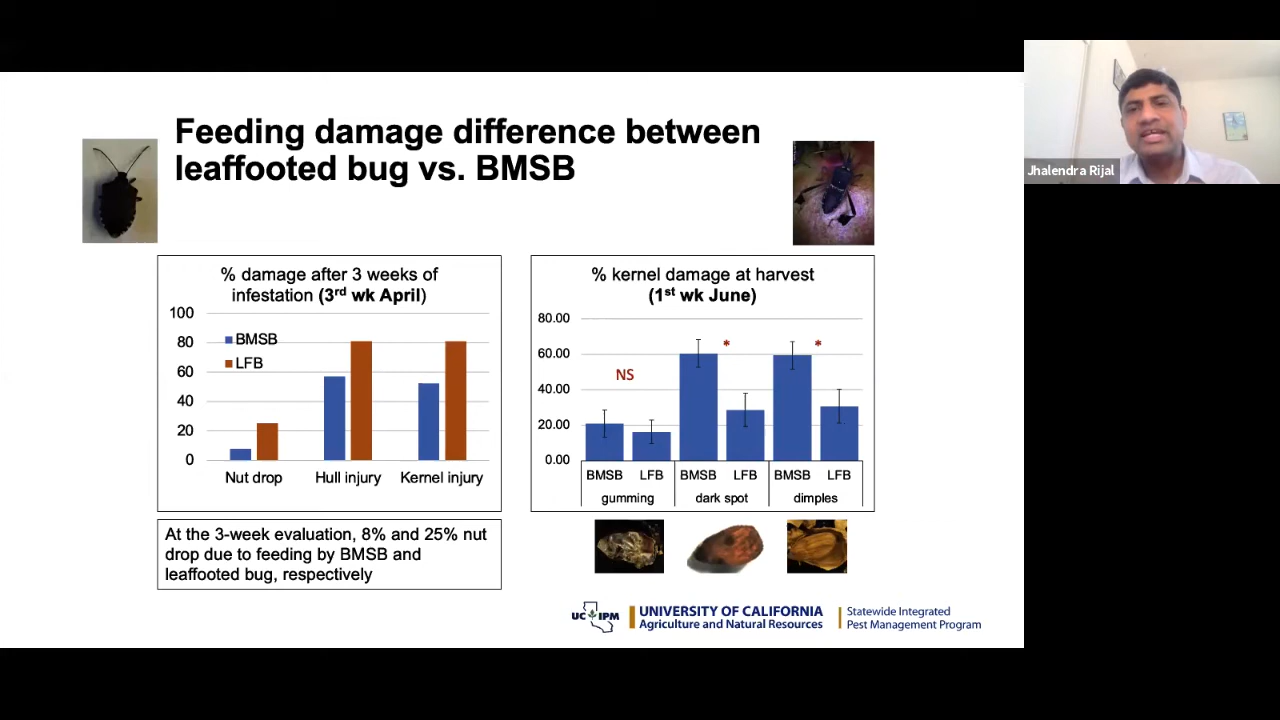 Feeding damage difference between
leaffooted bug vs. BMSB
Jhalendra Rijal
% damage after 3 weeks of
infestation (3rd wk April)
100
80
60
40
20
0
BMSB
LFB
Nut drop
Hull injury
Kernel injury
% kernel damage at harvest
(1st wk June)
80.00
60.00
40.00
20.00
0.00
NS
*
*
BMSB LFB BMSB LFB BMSB LFB
gumming dark spot dimples
At the 3-week evaluation, 8% and 25% nut
drop due to feeding by BMSB and
leaffooted bug, respectively
UC IPM
UNIVERSITY OF CALIFORNIA
Agriculture and Natural Resources
Statewide Integrated
Pest Management Program